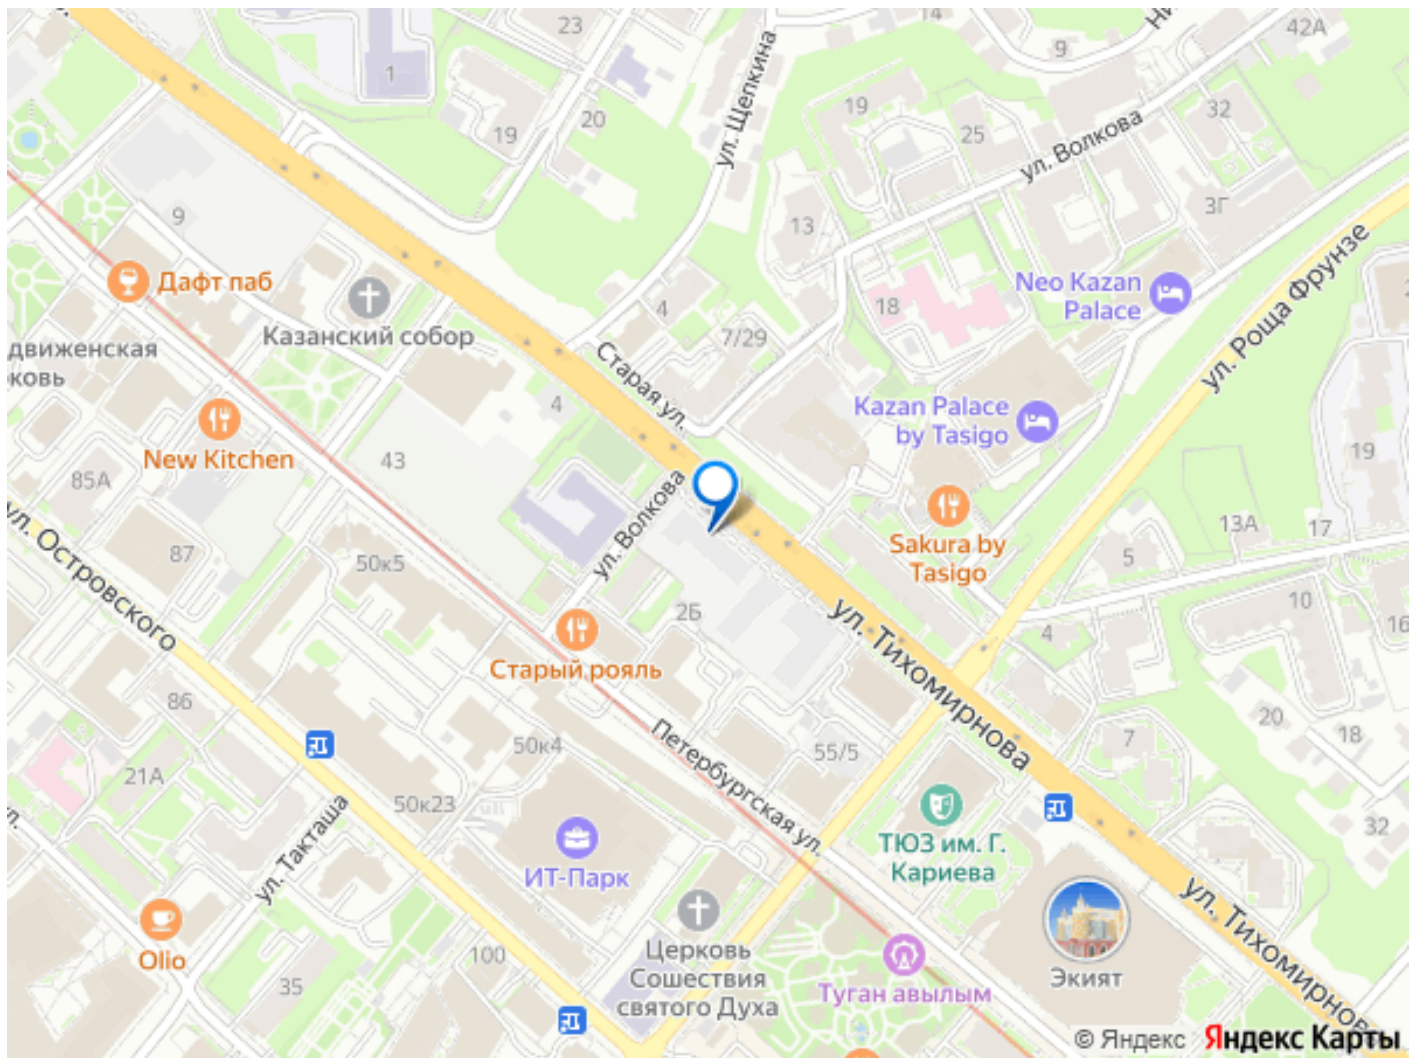 23
42А
14
9
1
20
19
ул. Щепкина
19
25
32
ул. Волкова
9
13
3Г
ул. Роща Фрунзе
Дафт паб
Казанский собор
4
7/29
18
Neo Kazan
Palace
движенская
Старая ул.
Kazan Palace
by Tasigo
4
New Kitchen
43
85А
19
ул. Островского
87
50к5
ул. Волкова
Sakura by
Tasigo
13А
17
5
10
16
4
2Б
Старый рояль
ул. Тихомирнова
86
21А
50к4
Петербургская ул.
55/5
7
20
18
50к23
ул. Такташа
ИТ-Парк
ТЮЗ им. Г.
Кариева
32
ул. Тихомирнова
Olio
35
100
Церковь
Сошествия
святого Духа
Туган авылым
Экият
© Яндекс Яндекс Карты